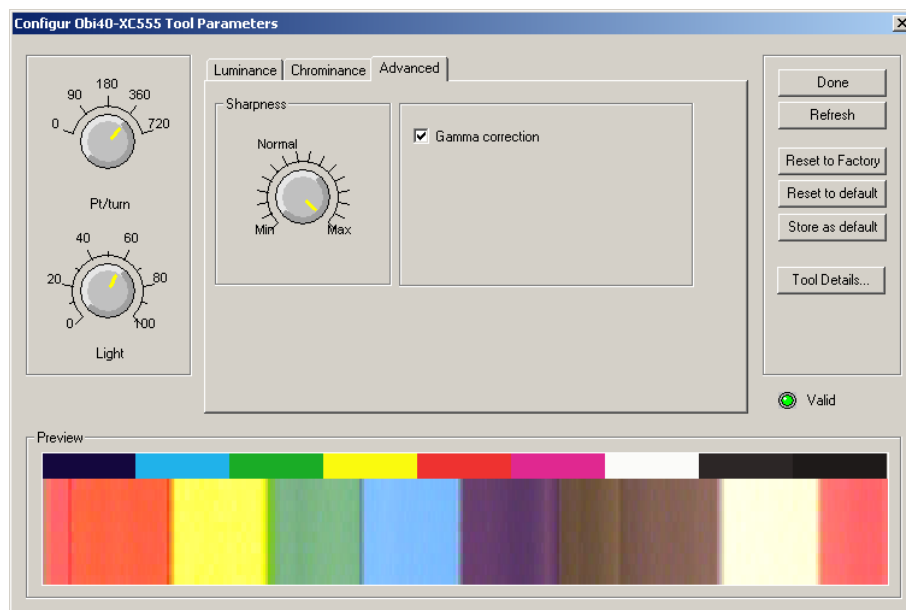 Configur Obi40-XC555 Tool Parameters
180
90 360
0 720
Pt/turn
40 60
20 80
0 100
Light
Luminance Chrominance Advanced
Sharpness
Normal
Min Max
Gamma correction
Done
Refresh
Reset to Factory
Reset to default
Store as default
Tool Details...
Valid
Preview